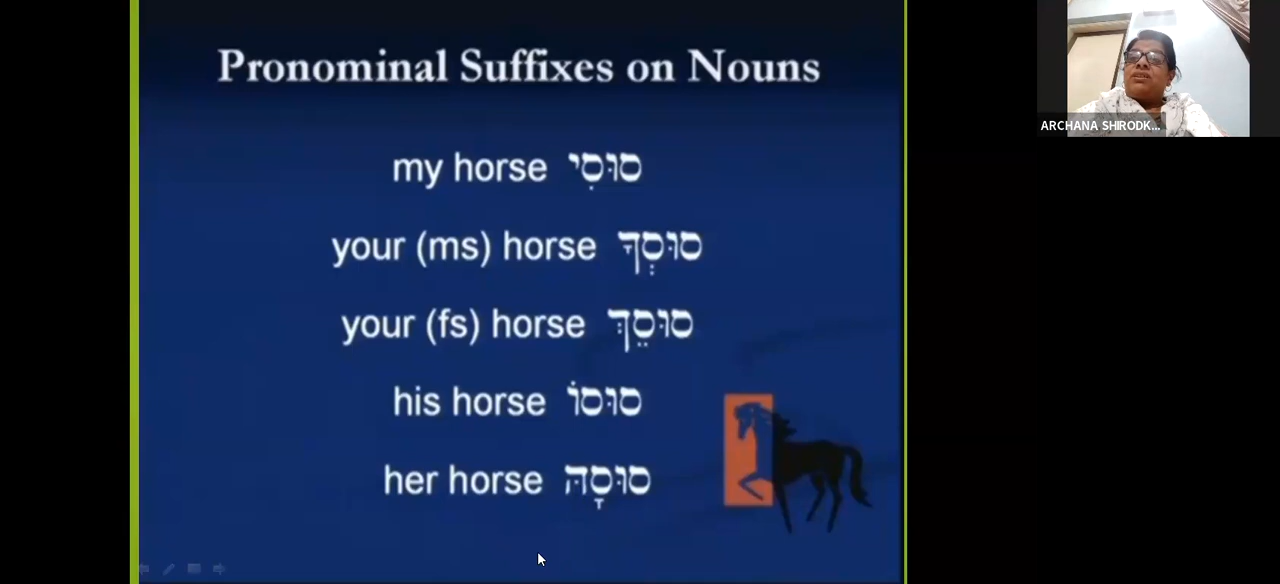 Pronominal Suffixes on Nouns
my horse סוּסִי
your (ms) horse סוּסְךָ
your (fs) horse סוּסֵךְ
his horse סוּסוֹ
her horse סוּסָהּ
ARCHANA SHIRODK...